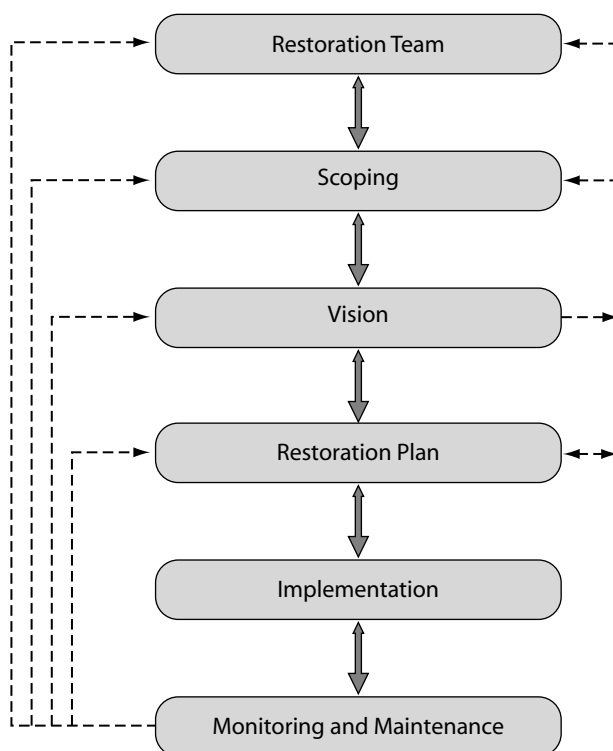 Restoration Team
Scoping
Vision
Restoration Plan
Implementation
Monitoring and Maintenance